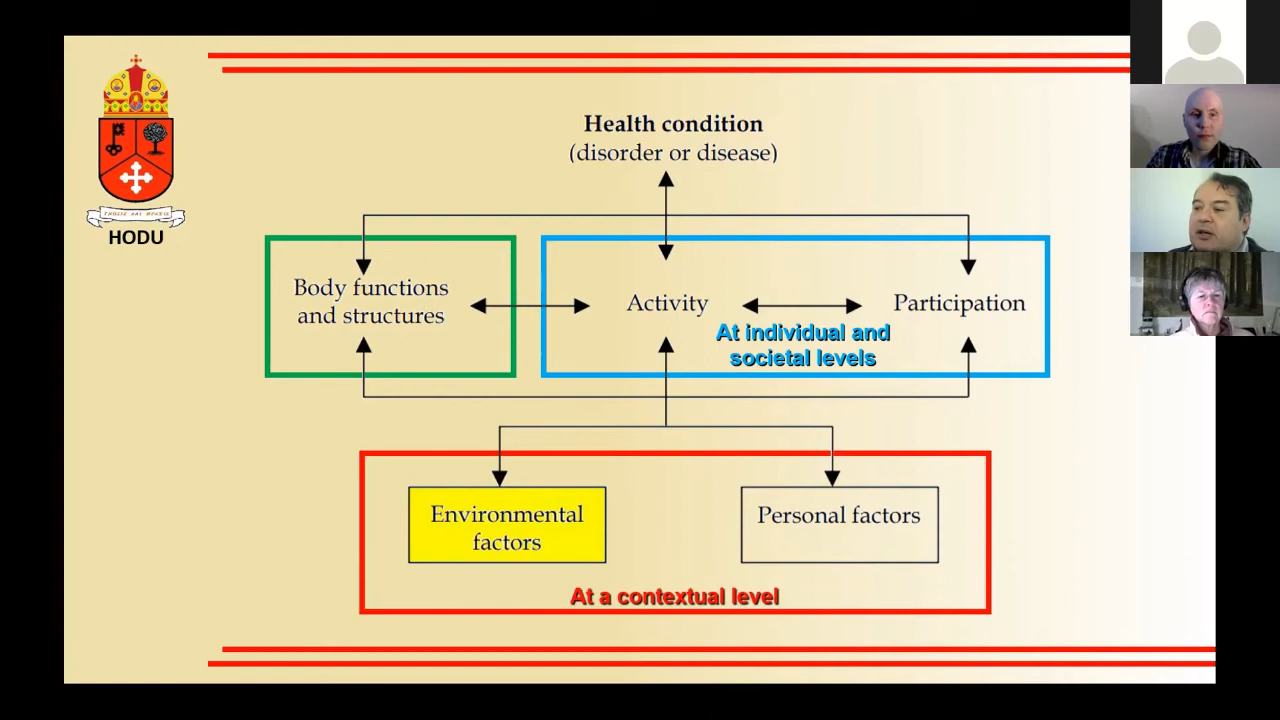 Health condition
(disorder or disease)
HODU
Body functions
and structures
Activity
Participation
At individual and
societal levels
Environmental
factors
Personal factors
At a contextual level